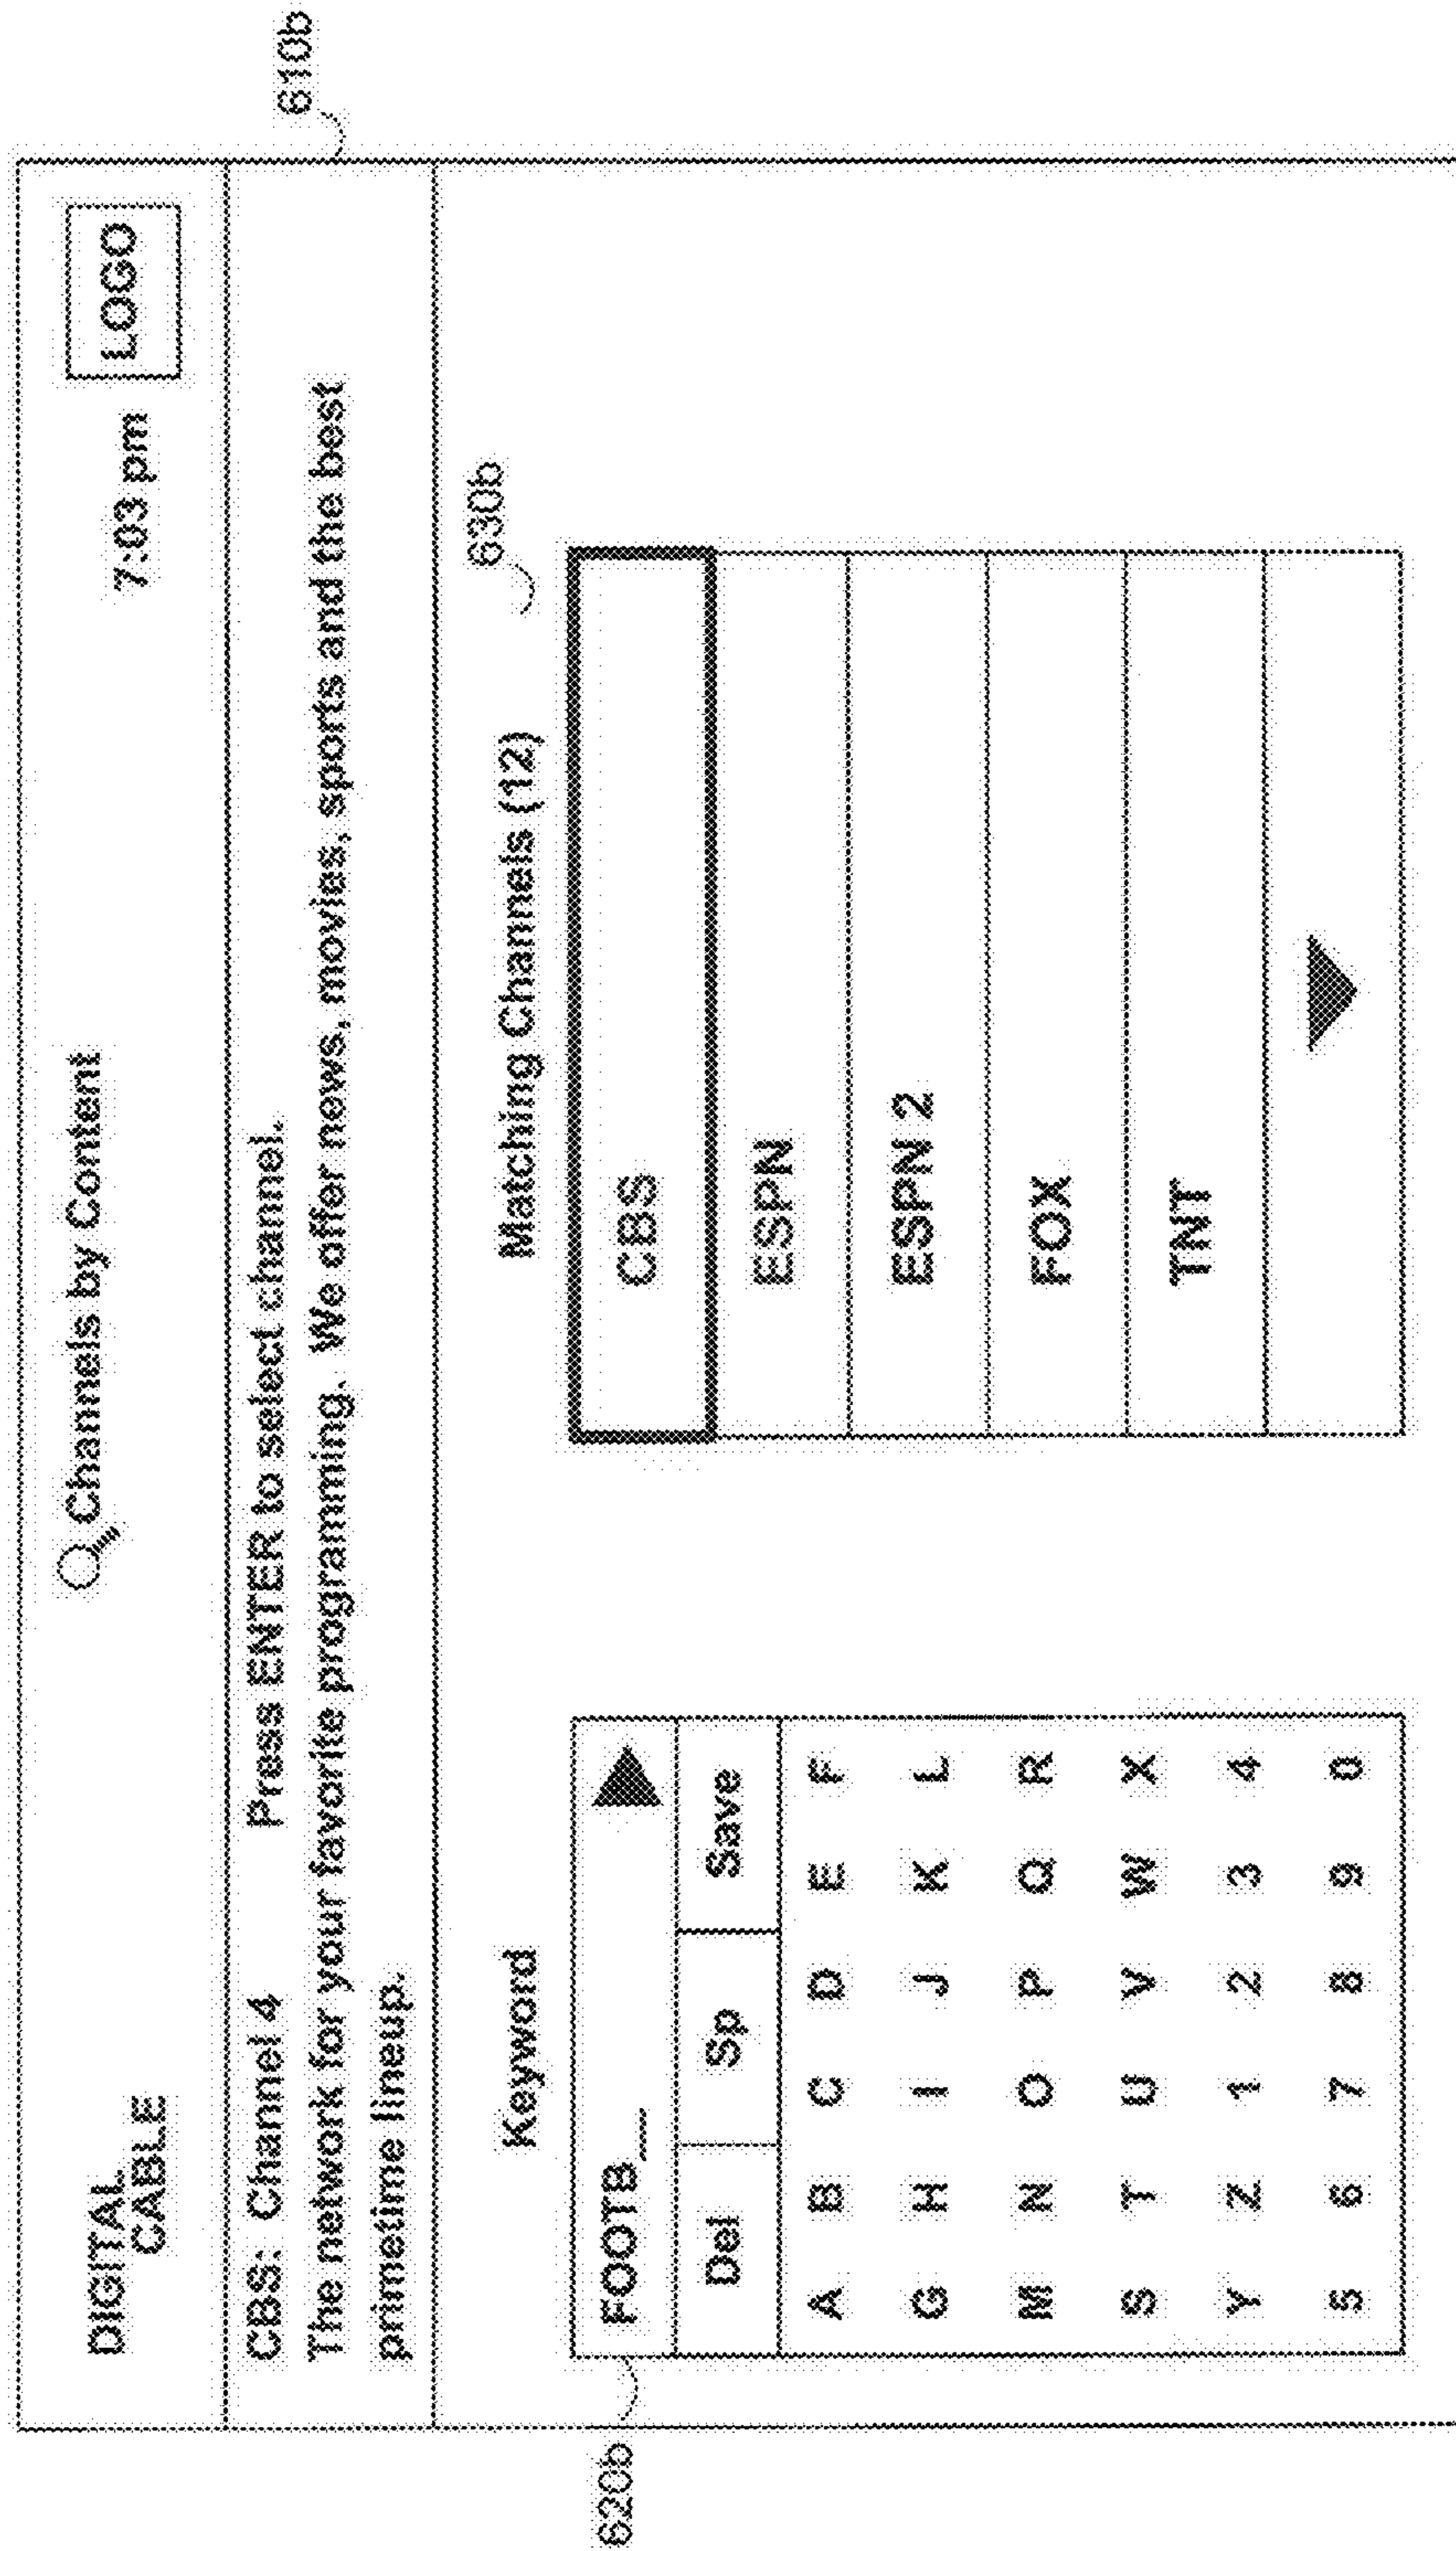 610b
DIGITAL
CABLE
Channels by Content
7:03 pm
LOGO
CBS: Channel 4 Press ENTER to select channel.
The network for your favorite programming. We offer news, movies, sports and the best
primetime lineup.
Keyword
620b
FOOTB_
Del Sp Save
A B C D E F
G H I J K L
M N O P Q R
S T U V W X
Y Z 1 2 3 4
5 6 7 8 9 0
Matching Channels (12)
630b
CBS
ESPN
ESPN 2
FOX
TNT